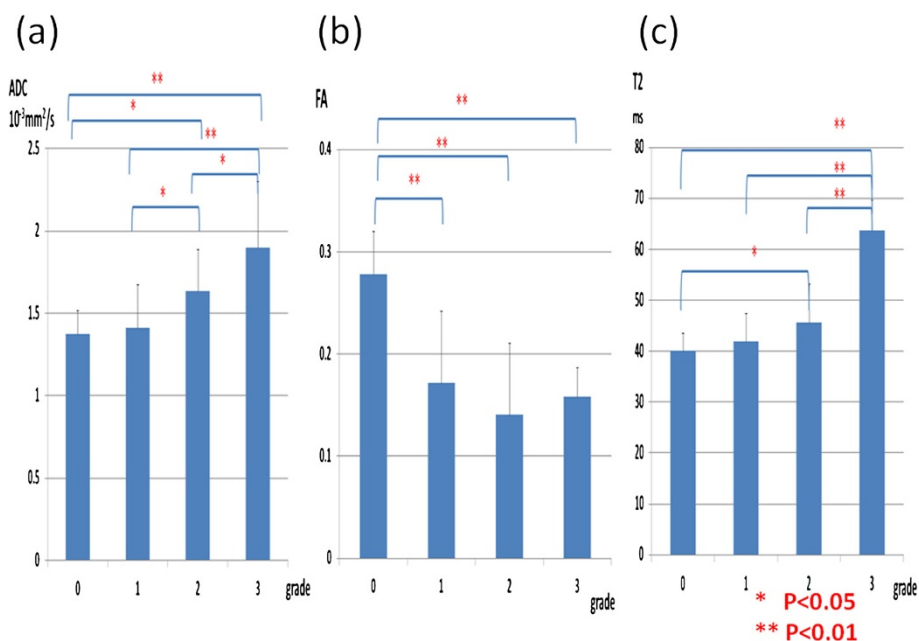 (a)
ADC
10⁻³mm²/s
**
*
**
*
*
2.5
2
1.5
1
0.5
0
0 1 2 3 grade
(b)
FA
**
**
**
0.4
0.3
0.2
0.1
0
0 1 2 3 grade
(c)
T2
ms
**
**
**
*
80
70
60
50
40
30
20
10
0
0 1 2 3 grade
* P<0.05
** P<0.01